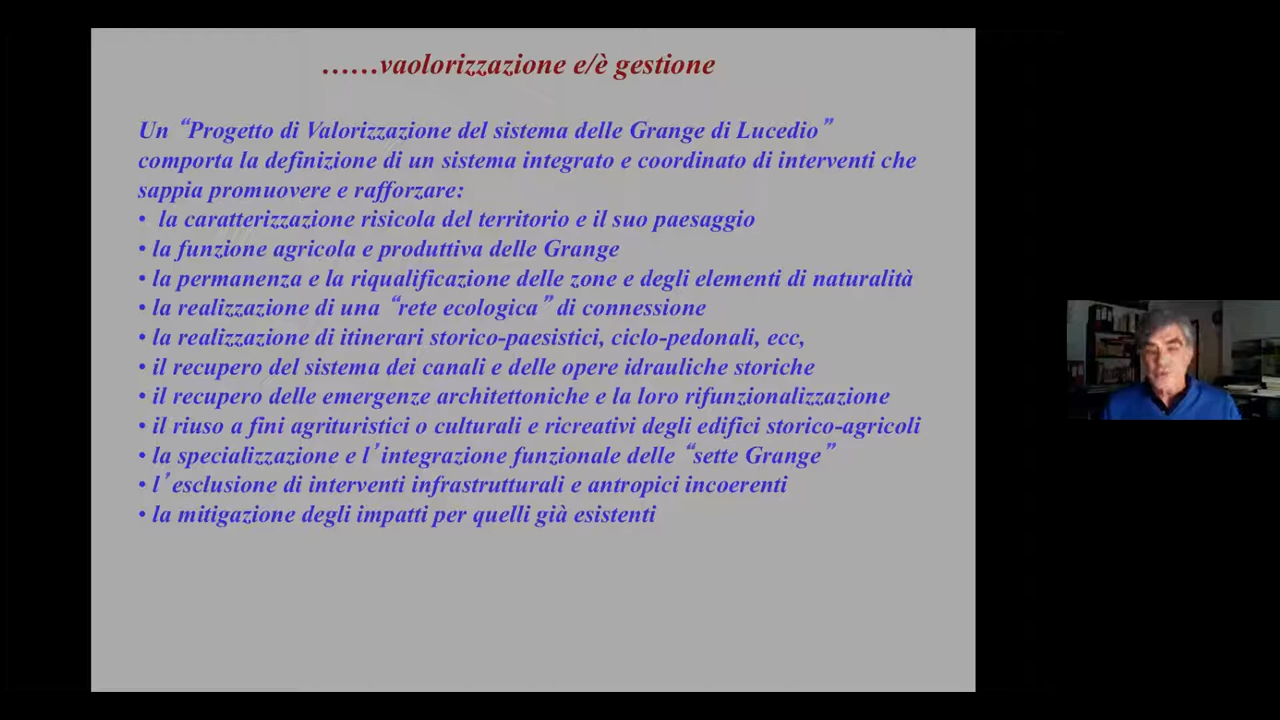 ......vaolorizzazione e/è gestione
Un “Progetto di Valorizzazione del sistema delle Grange di Lucedio”
comporta la definizione di un sistema integrato e coordinato di interventi che
sappia promuovere e rafforzare:
• la caratterizzazione risicola del territorio e il suo paesaggio
• la funzione agricola e produttiva delle Grange
• la permanenza e la riqualificazione delle zone e degli elementi di naturalità
• la realizzazione di una “rete ecologica” di connessione
• la realizzazione di itinerari storico-paesistici, ciclo-pedonali, ecc,
• il recupero del sistema dei canali e delle opere idrauliche storiche
• il recupero delle emergenze architettoniche e la loro rifunzionalizzazione
• il riuso a fini agrituristici o culturali e ricreativi degli edifici storico-agricoli
• la specializzazione e l’integrazione funzionale delle “sette Grange”
• l’esclusione di interventi infrastrutturali e antropici incoerenti
• la mitigazione degli impatti per quelli già esistenti